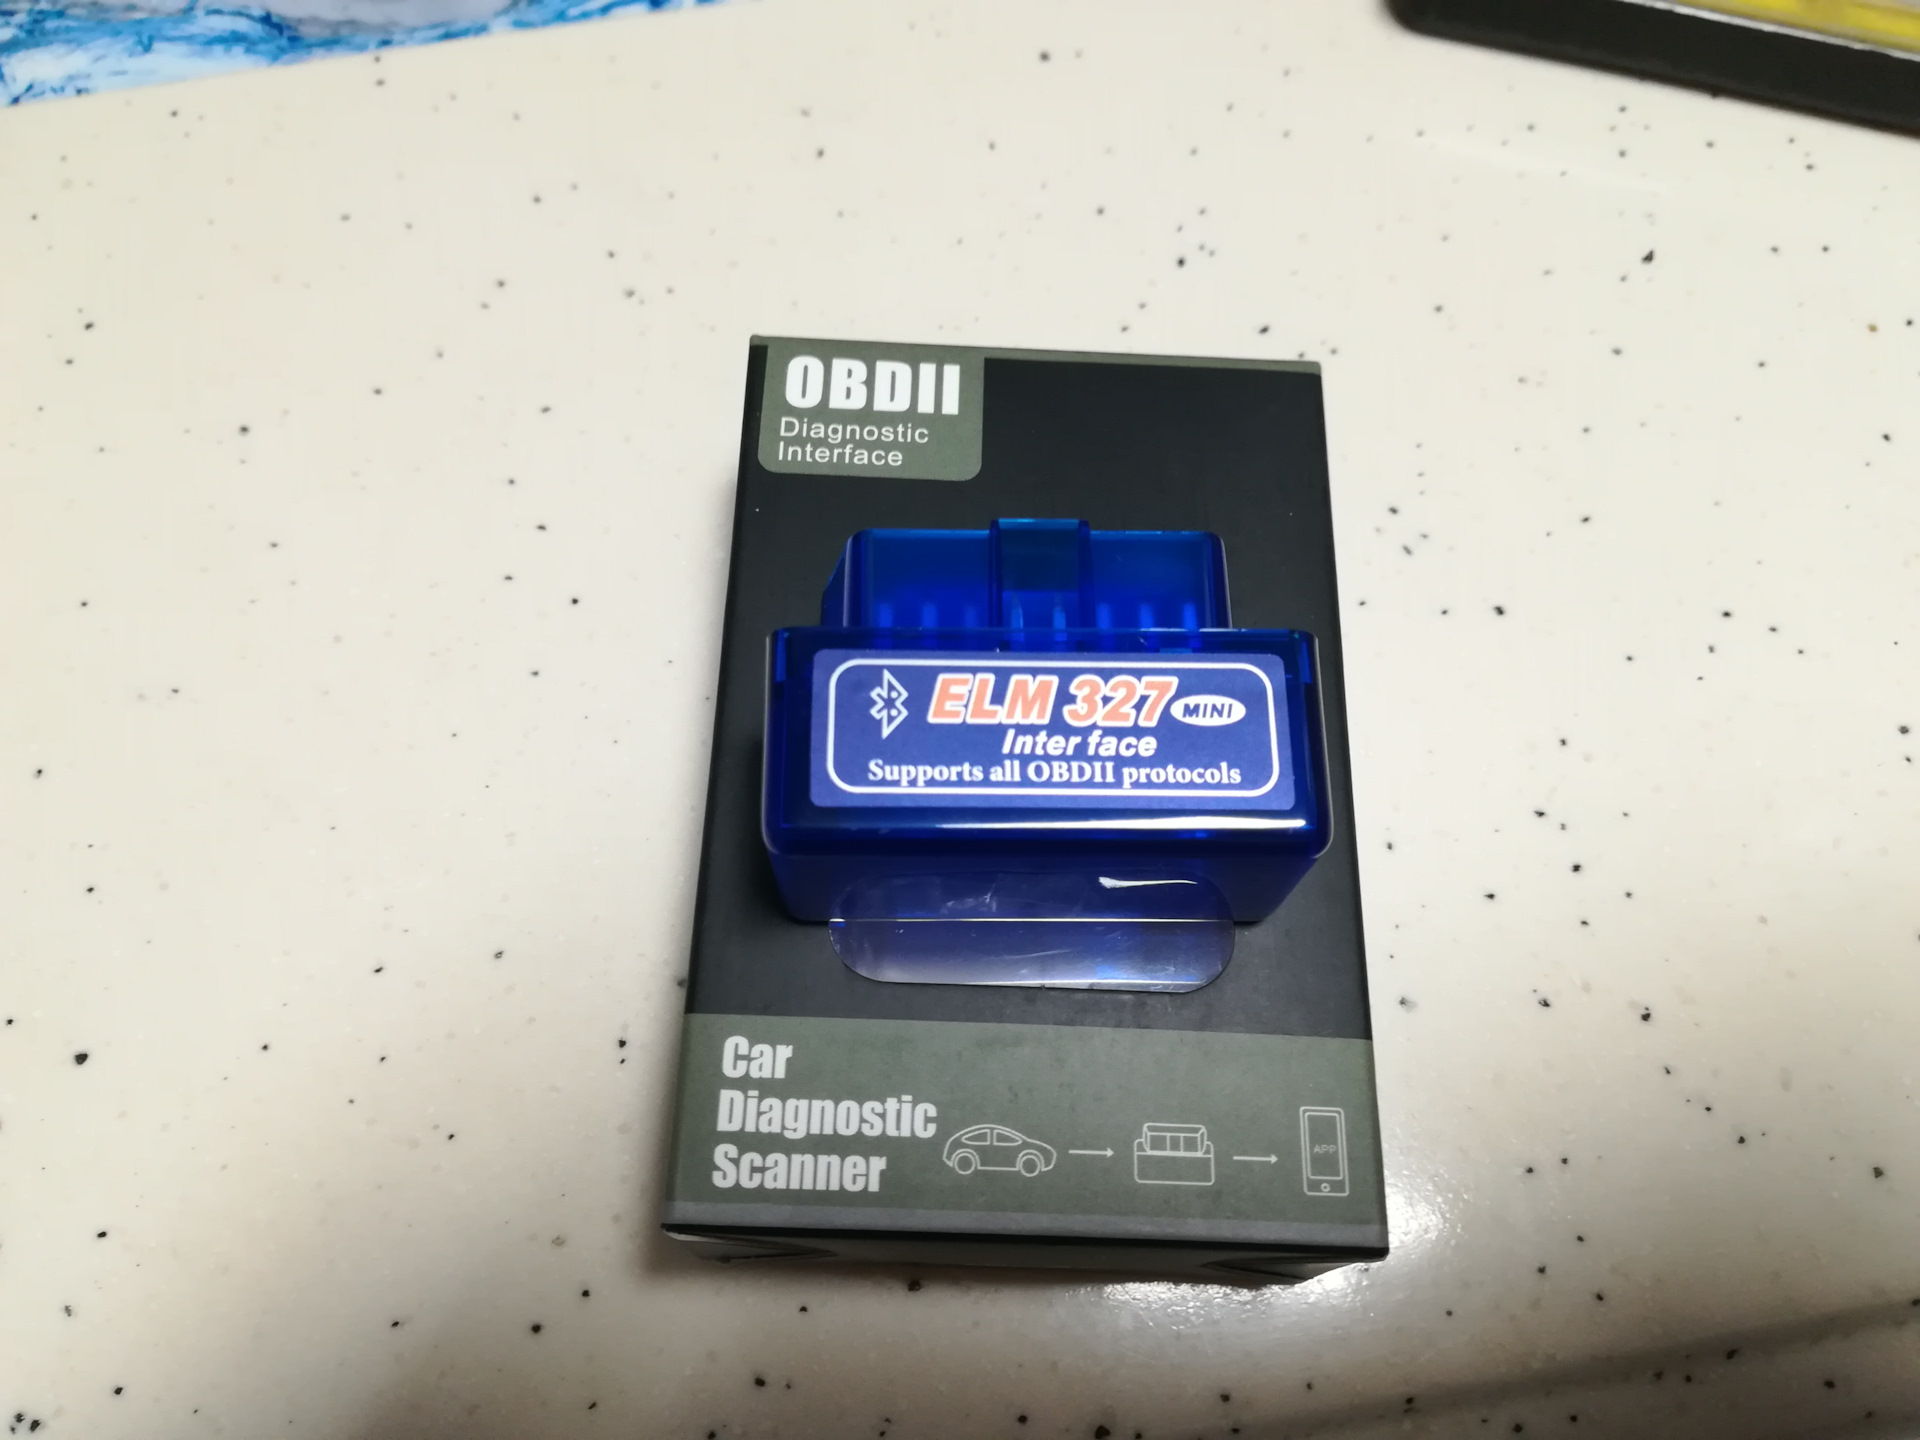 OBDII
Diagnostic
Interface
ELM 327 MINI
Inter face
Supports all OBDII protocols
Car
Diagnostic
Scanner
APP